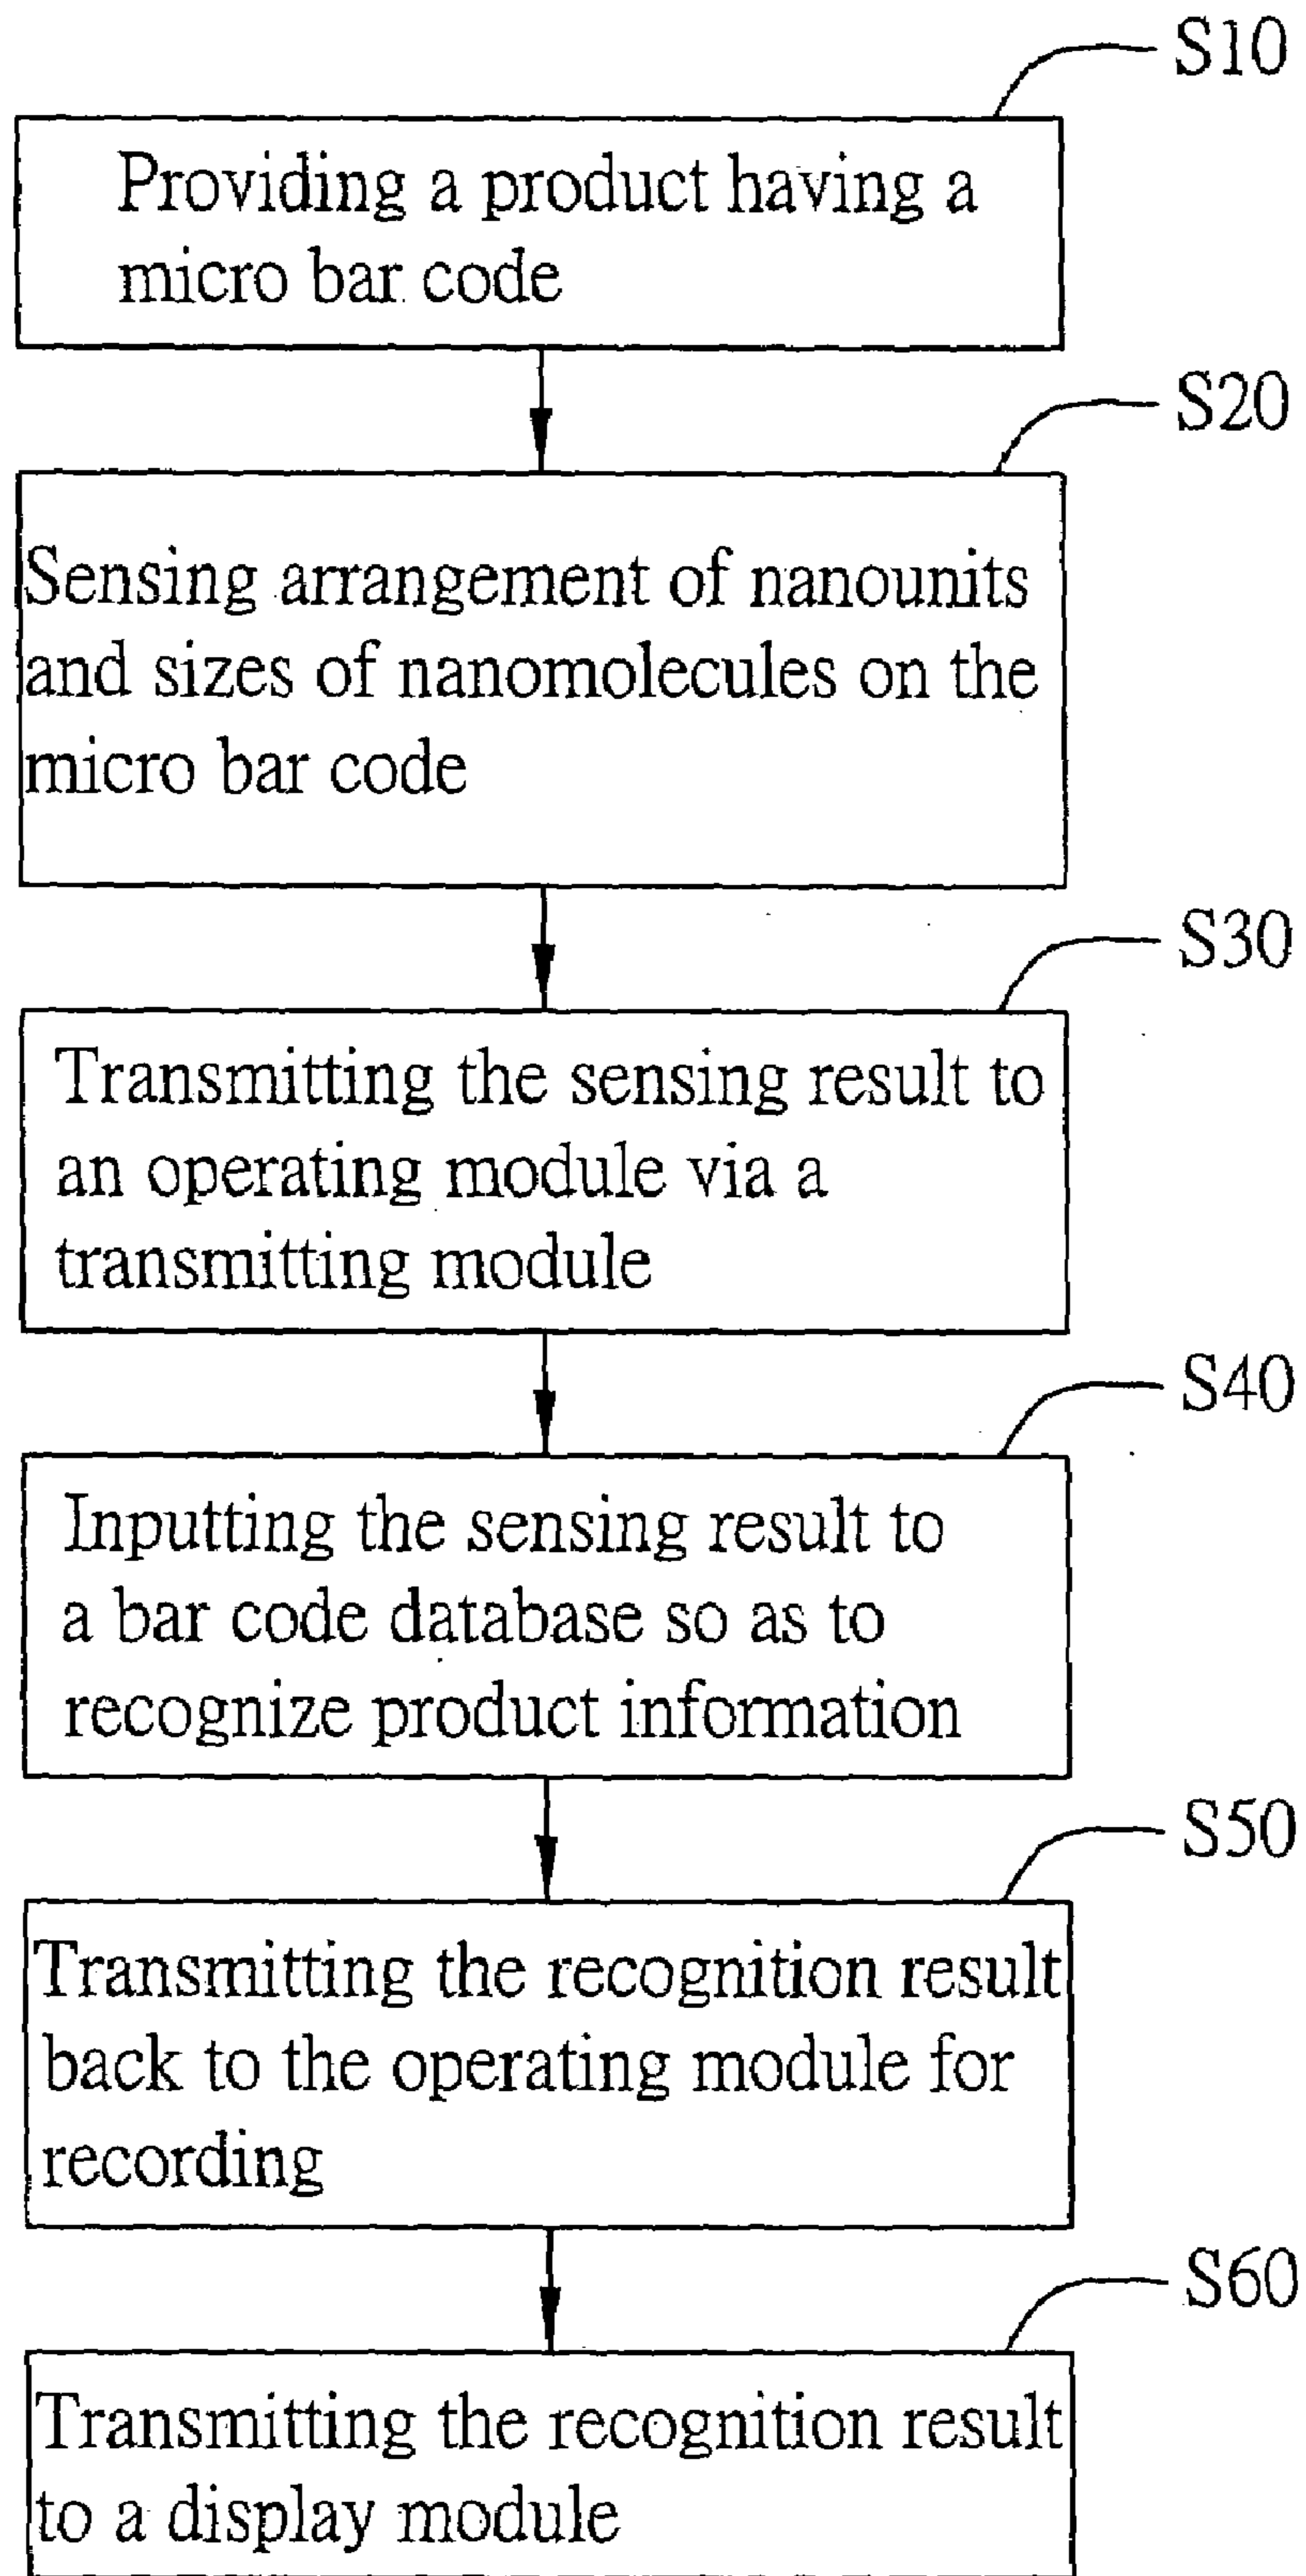 S10
Providing a product having a
micro bar code
S20
Sensing arrangement of nanounits
and sizes of nanomolecules on the
micro bar code
S30
Transmitting the sensing result to
an operating module via a
transmitting module
S40
Inputting the sensing result to
a bar code database so as to
recognize product information
S50
Transmitting the recognition result
back to the operating module for
recording
S60
Transmitting the recognition result
to a display module